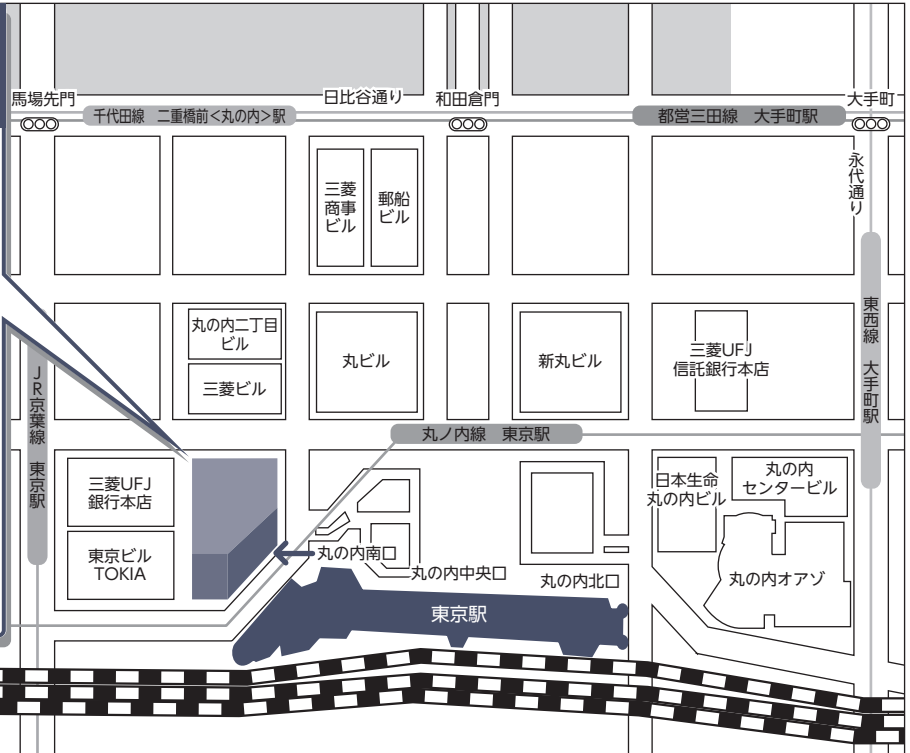 馬場先門
日比谷通り
和田倉門
大手町
千代田線　二重橋前<丸の内>駅
都営三田線　大手町駅
永代通り
三菱
商事
ビル
郵船
ビル
東西線　大手町駅
丸の内二丁目
ビル
三菱ビル
丸ビル
新丸ビル
三菱UFJ
信託銀行本店
JR京葉線　東京駅
丸ノ内線　東京駅
三菱UFJ
銀行本店
東京ビル
TOKIA
日本生命
丸の内ビル
丸の内
センタービル
丸の内オアゾ
丸の内南口
丸の内中央口
丸の内北口
東京駅